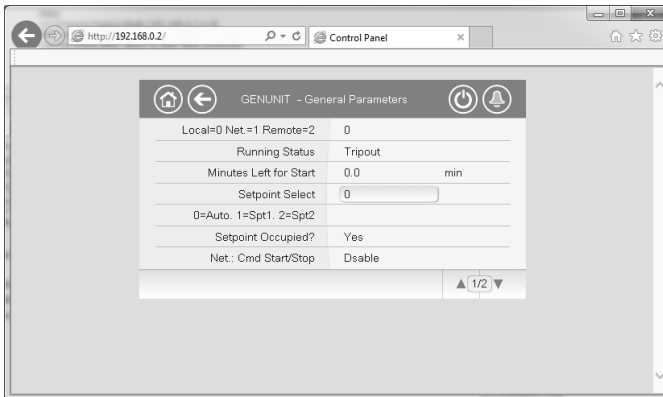 http://192.168.0.2/
Control Panel
GENUNIT - General Parameters
Local=0 Net.=1 Remote=2 0
Running Status Tripout
Minutes Left for Start 0.0 min
Setpoint Select 0
0=Auto. 1=Spt1. 2=Spt2
Setpoint Occupied? Yes
Net.: Cmd Start/Stop Dsable
1/2